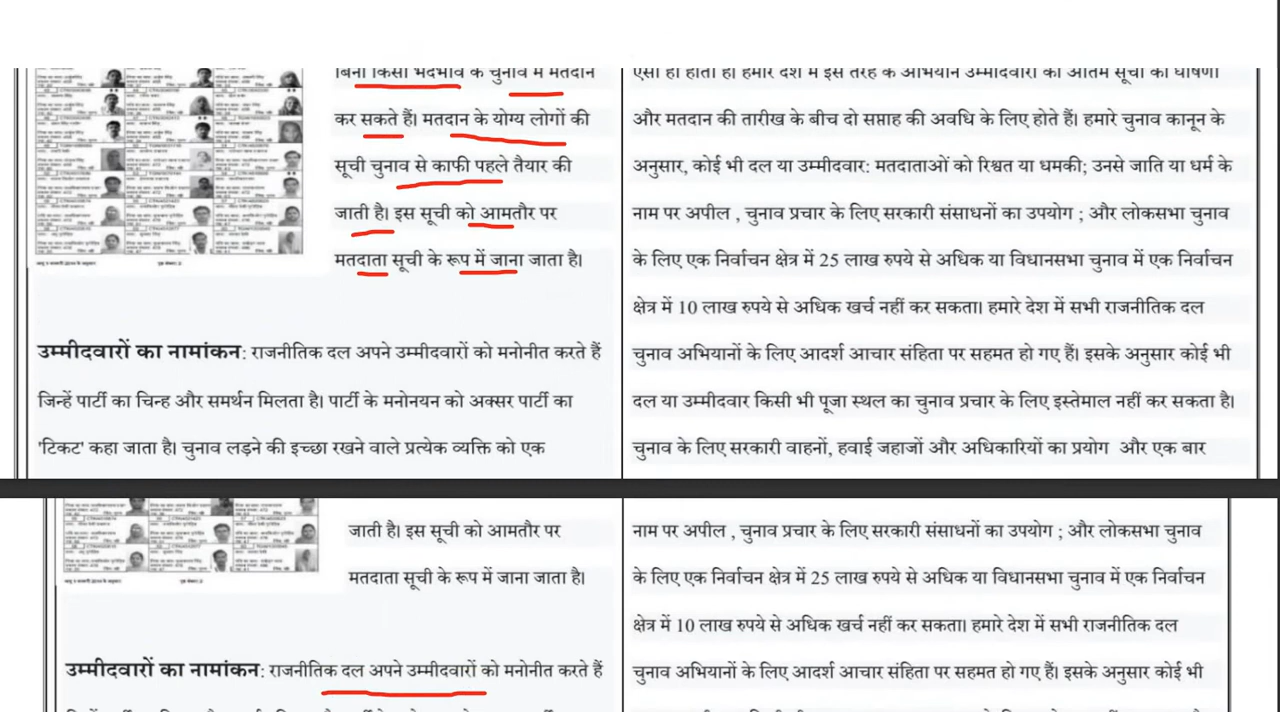 बिना किसी भेदभाव के चुनाव में मतदान
कर सकते हैं। मतदान के योग्य लोगों की
सूची चुनाव से काफी पहले तैयार की
जाती है। इस सूची को आमतौर पर
मतदाता सूची के रूप में जाना जाता है।
उम्मीदवारों का नामांकन: राजनीतिक दल अपने उम्मीदवारों को मनोनीत करते हैं
जिन्हें पार्टी का चिन्ह और समर्थन मिलता है। पार्टी के मनोनयन को अक्सर पार्टी का
'टिकट' कहा जाता है। चुनाव लड़ने की इच्छा रखने वाले प्रत्येक व्यक्ति को एक
ऐसा ही होता है। हमारे देश में इस तरह के अभियान उम्मीदवारों की अंतिम सूची की घोषणा
और मतदान की तारीख के बीच दो सप्ताह की अवधि के लिए होते हैं। हमारे चुनाव कानून के
अनुसार, कोई भी दल या उम्मीदवार: मतदाताओं को रिश्वत या धमकी; उनसे जाति या धर्म के
नाम पर अपील , चुनाव प्रचार के लिए सरकारी संसाधनों का उपयोग ; और लोकसभा चुनाव
के लिए एक निर्वाचन क्षेत्र में 25 लाख रुपये से अधिक या विधानसभा चुनाव में एक निर्वाचन
क्षेत्र में 10 लाख रुपये से अधिक खर्च नहीं कर सकता। हमारे देश में सभी राजनीतिक दल
चुनाव अभियानों के लिए आदर्श आचार संहिता पर सहमत हो गए हैं। इसके अनुसार कोई भी
दल या उम्मीदवार किसी भी पूजा स्थल का चुनाव प्रचार के लिए इस्तेमाल नहीं कर सकता है।
चुनाव के लिए सरकारी वाहनों, हवाई जहाजों और अधिकारियों का प्रयोग और एक बार
जाती है। इस सूची को आमतौर पर
मतदाता सूची के रूप में जाना जाता है।
उम्मीदवारों का नामांकन: राजनीतिक दल अपने उम्मीदवारों को मनोनीत करते हैं
नाम पर अपील , चुनाव प्रचार के लिए सरकारी संसाधनों का उपयोग ; और लोकसभा चुनाव
के लिए एक निर्वाचन क्षेत्र में 25 लाख रुपये से अधिक या विधानसभा चुनाव में एक निर्वाचन
क्षेत्र में 10 लाख रुपये से अधिक खर्च नहीं कर सकता। हमारे देश में सभी राजनीतिक दल
चुनाव अभियानों के लिए आदर्श आचार संहिता पर सहमत हो गए हैं। इसके अनुसार कोई भी